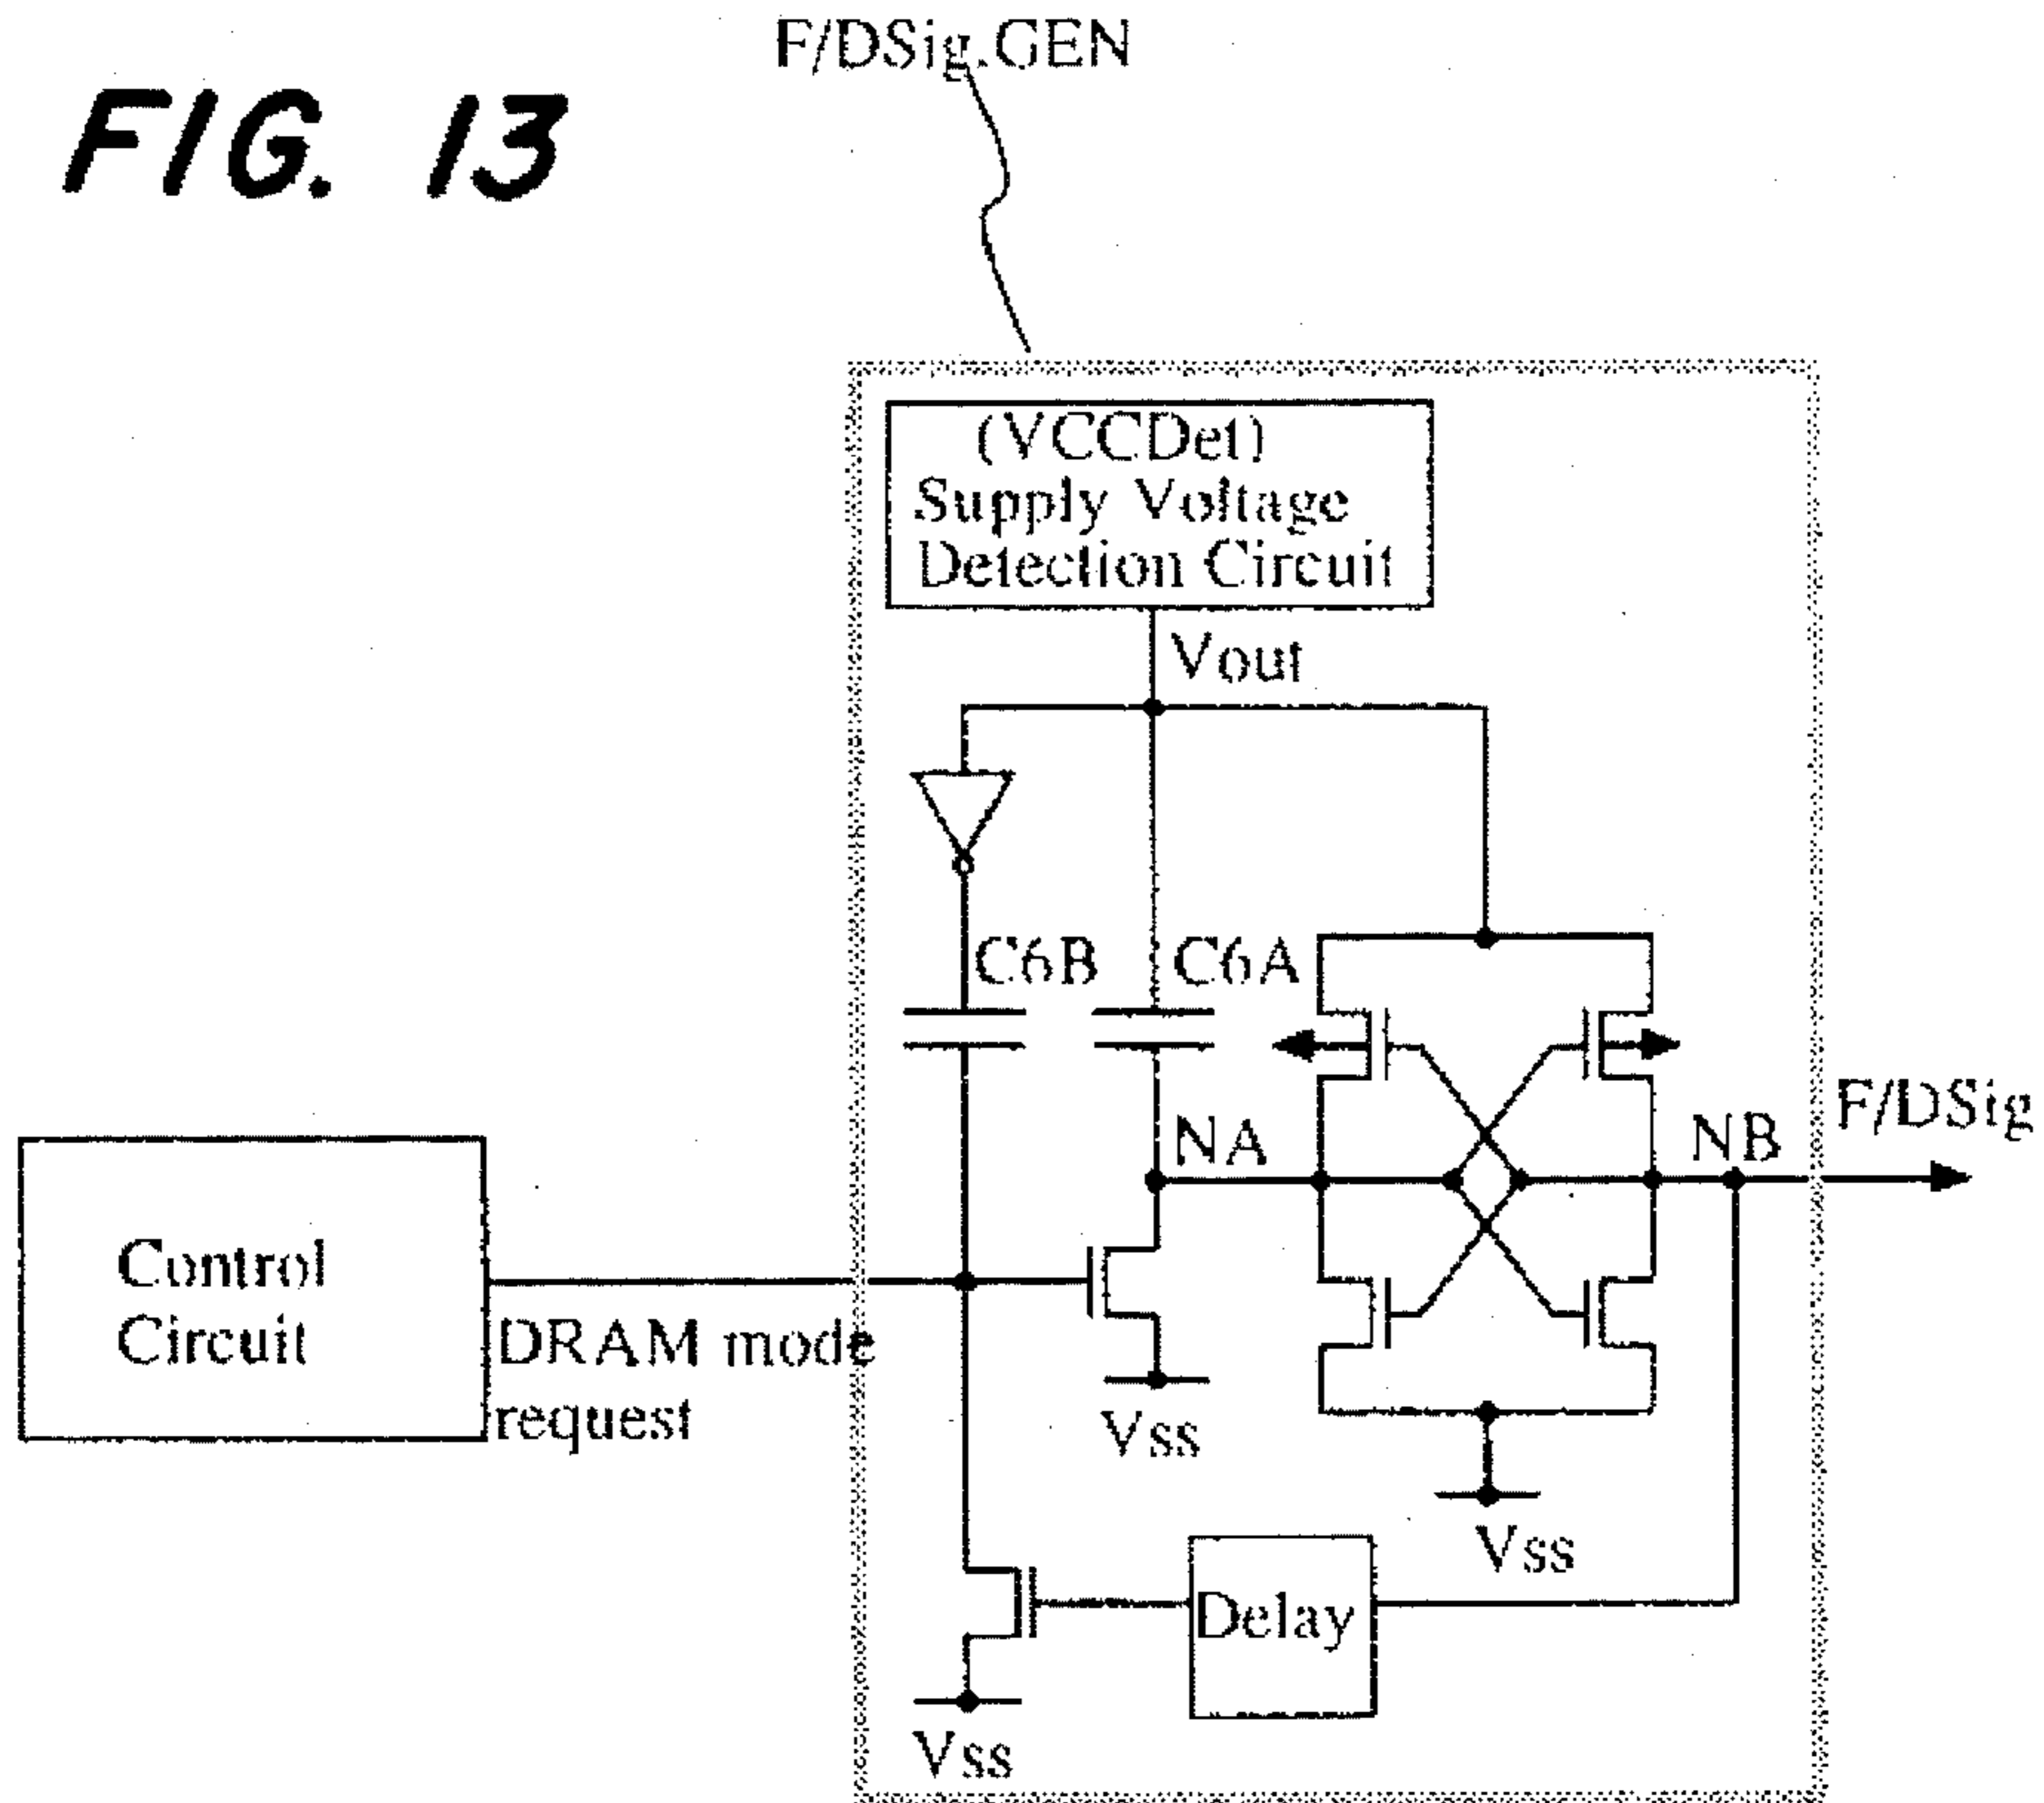 F/DSig.GEN
FIG. 13
(VCCDet)
Supply Voltage
Detection Circuit
Vout
C6B
C6A
NA
NB
F/DSig
Control
Circuit
DRAM mode
request
Vss
Vss
Delay
Vss